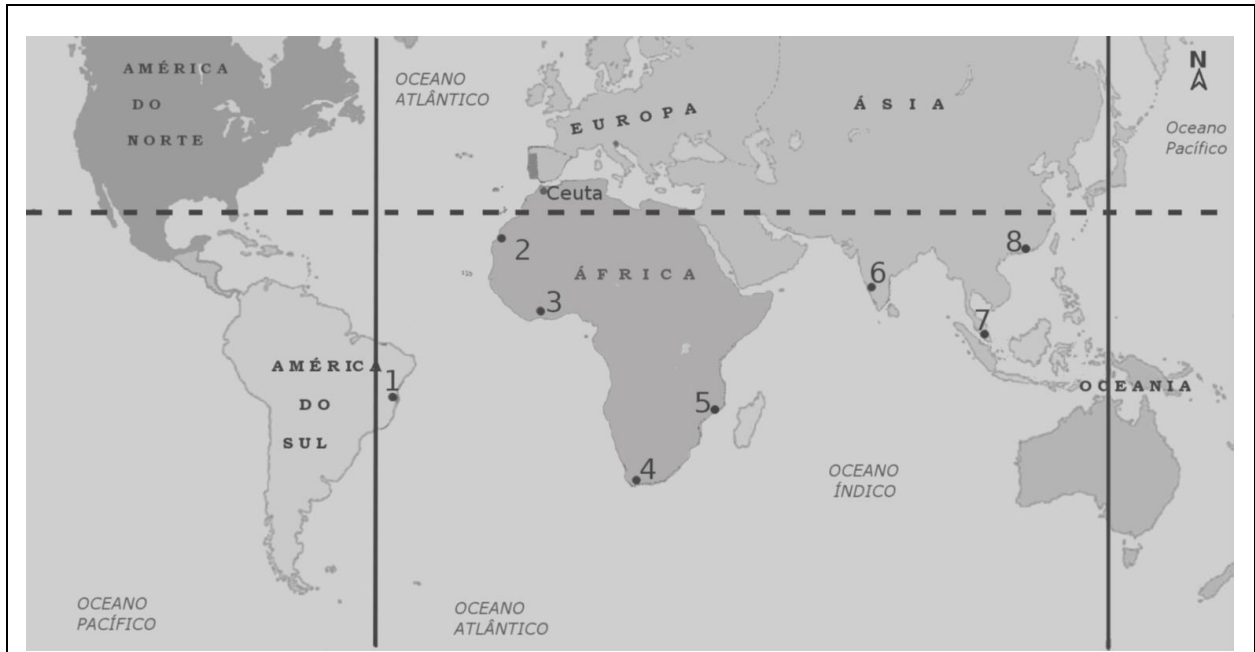 AMÉRICA
DO
NORTE
OCEANO
ATLÂNTICO
EUROPA
ÁSIA
N
Oceano
Pacífico
Ceuta
2
ÁFRICA
3
6
8
7
AMÉRICA
DO
SUL
1
5
4
OCEANIA
OCEANO
ÍNDICO
OCEANO
PACÍFICO
OCEANO
ATLÂNTICO